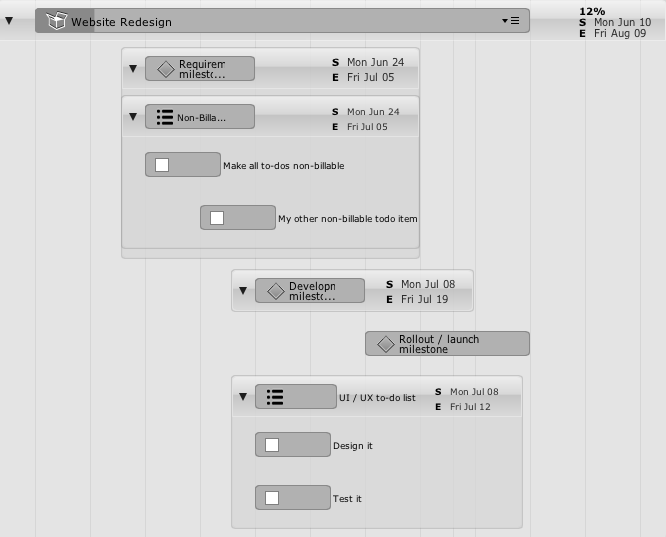 Website Redesign
12%
S Mon Jun 10
E Fri Aug 09
Requirem
milest(...
S Mon Jun 24
E Fri Jul 05
Non-Billa...
S Mon Jun 24
E Fri Jul 05
Make all to-dos non-billable
My other non-billable todo item
Developn
milest(...
S Mon Jul 08
E Fri Jul 19
Rollout / launch
milestone
UI / UX to-do list
S Mon Jul 08
E Fri Jul 12
Design it
Test it